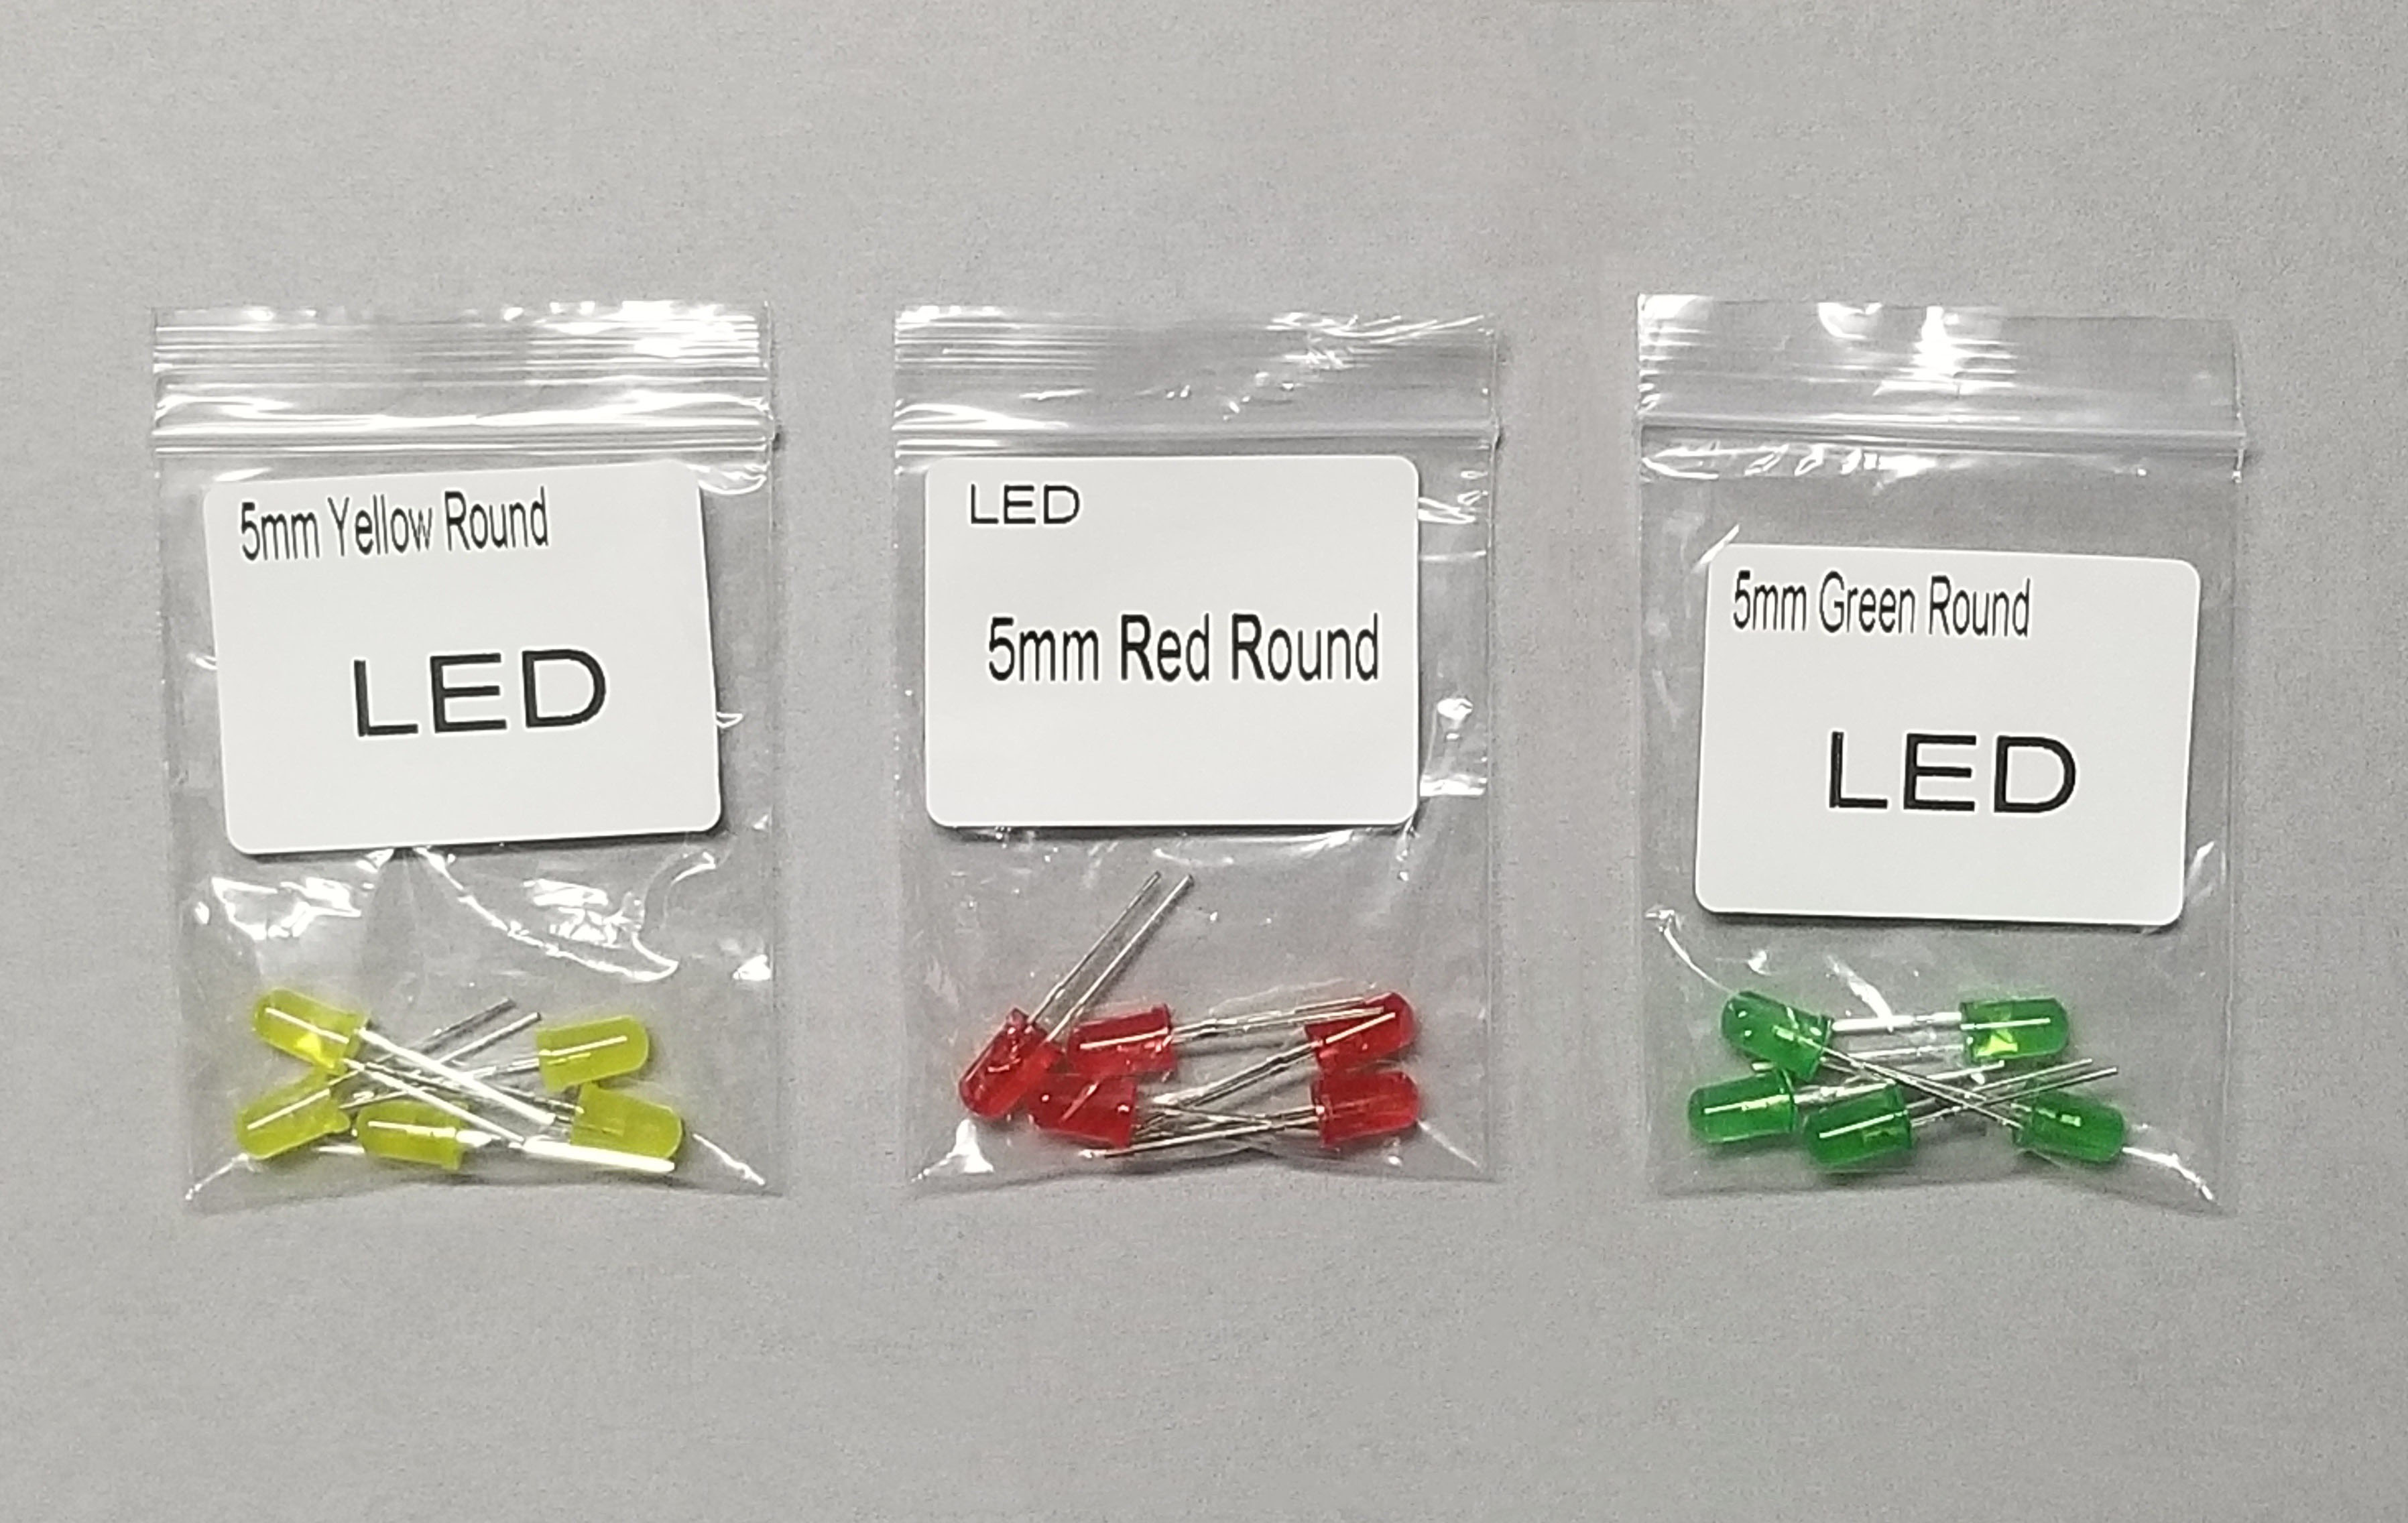 5mm Yellow Round
LED
LED
5mm Red Round
5mm Green Round
LED